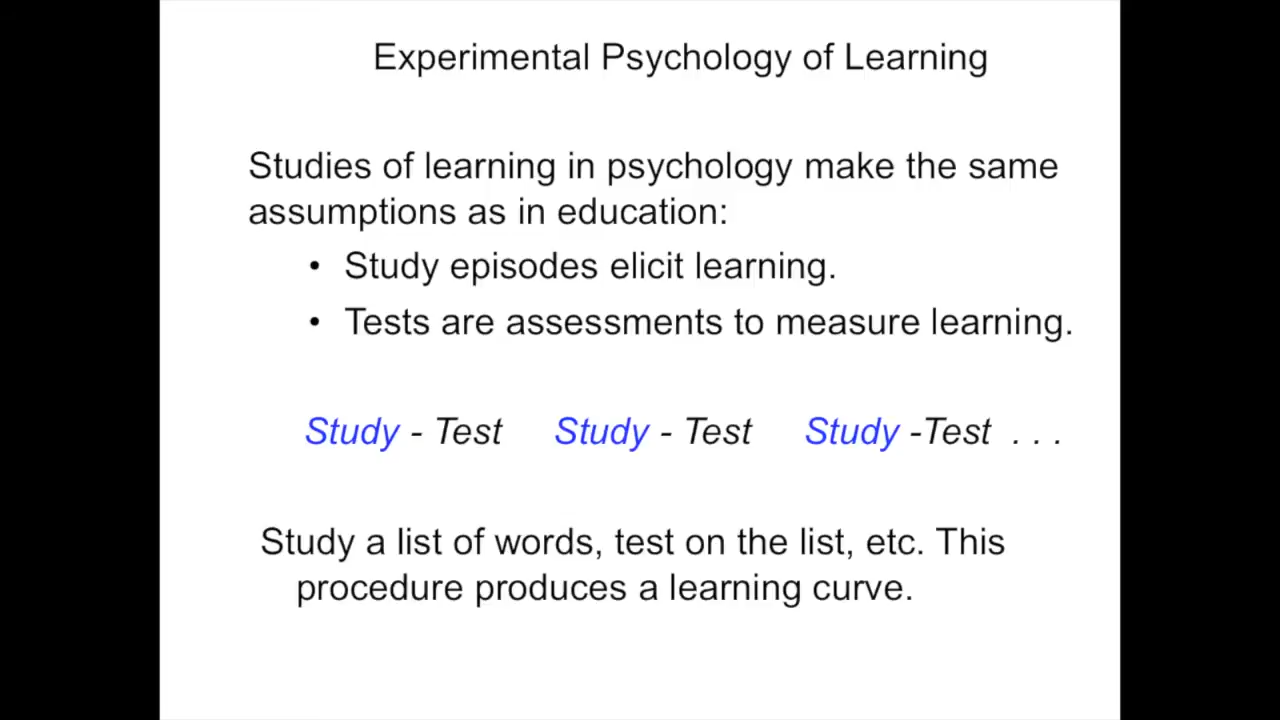 Experimental Psychology of Learning
Studies of learning in psychology make the same
assumptions as in education:
• Study episodes elicit learning.
• Tests are assessments to measure learning.
Study - Test Study - Test Study -Test . . .
Study a list of words, test on the list, etc. This
procedure produces a learning curve.